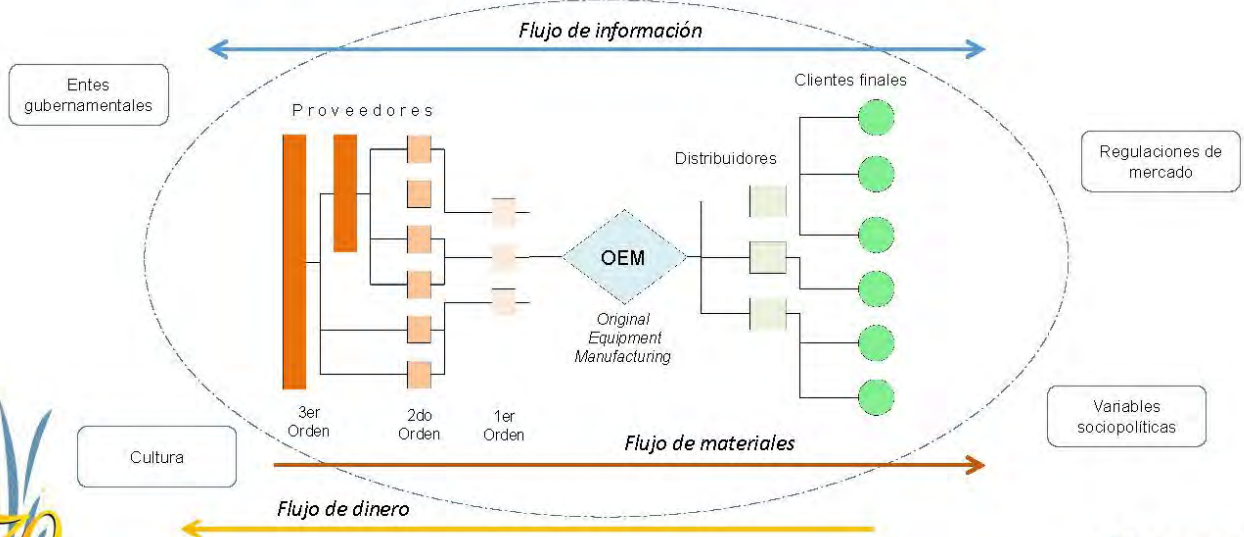 Flujo de información
Entes
gubernamentales
Proveedores
Clientes finales
Distribuidores
Regulaciones de
mercado
OEM
Original
Equipment
Manufacturing
3er
Orden
2do
Orden
1er
Orden
Variables
sociopolíticas
Cultura
Flujo de materiales
Flujo de dinero